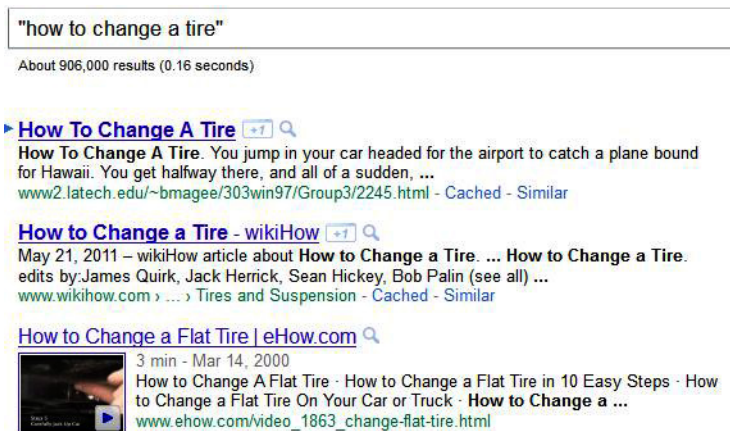 "how to change a tire"
About 906,000 results (0.16 seconds)
How To Change A Tire +1
How To Change A Tire. You jump in your car headed for the airport to catch a plane bound
for Hawaii. You get halfway there, and all of a sudden, ...
www2.latech.edu/~bmagee/303win97/Group3/2245.html - Cached - Similar
How to Change a Tire - wikiHow +1
May 21, 2011 – wikiHow article about How to Change a Tire. ... How to Change a Tire.
edits by:James Quirk, Jack Herrick, Sean Hickey, Bob Palin (see all) ...
www.wikihow.com › ... › Tires and Suspension - Cached - Similar
How to Change a Flat Tire | eHow.com
3 min - Mar 14, 2000
How to Change A Flat Tire · How to Change a Flat Tire in 10 Easy Steps · How
to Change a Flat Tire On Your Car or Truck · How to Change a ...
www.ehow.com/video_1863_change-flat-tire.html